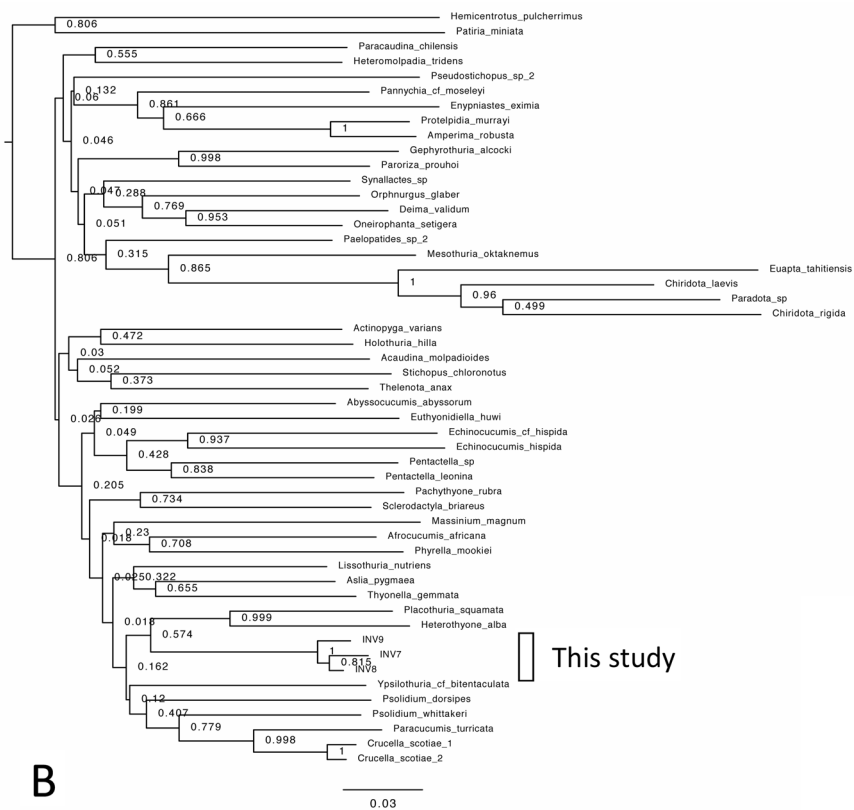 Hemicentrotus_pulcherrimus
0.806
Patiria_miniata
Paracaudina_chilensis
0.555
Heteromolpadia_tridens
Pseudostichopus_sp_2
0.132
Pannychia_cf_moseleyi
0.06
0.861
Enypniastes_eximia
0.666
Protelpidia_murrayi
1
Amperima_robusta
0.046
Gephyrothuria_alcocki
0.998
Paroriza_prouhoi
Synallactes_sp
0.047
0.288
Orphnurgus_glaber
0.769
Deima_validum
0.953
0.051
Oneirophanta_setigera
Paelopatides_sp_2
0.315
0.806
Mesothuria_oktaknemus
0.865
Euapta_tahitiensis
1
Chiridota_laevis
0.96
Paradota_sp
0.499
Chiridota_rigida
Actinopyga_varians
0.472
Holothuria_hilla
0.03
Acaudina_molpadioides
0.052
Stichopus_chloronotus
0.373
Thelenota_anax
Abyssocucumis_abyssorum
0.199
0.026
Euthyonidiella_huwi
0.049
Echinocucumis_cf_hispida
0.937
Echinocucumis_hispida
0.428
Pentactella_sp
0.838
Pentactella_leonina
0.205
Pachythyone_rubra
0.734
Sclerodactyla_briareus
Massinium_magnum
0.23
0.018
Afrocucumis_africana
0.708
Phyrella_mookiei
Lissothuria_nutriens
0.025
0.322
Aslia_pygmaea
0.655
Thyonella_gemmata
Placothuria_squamata
0.999
0.018
Heterothyone_alba
0.574
INV9
1
INV7
This study
0.815
INV8
0.162
Ypsilothuria_cf_bitentaculata
0.12
Psolidium_dorsipes
0.407
Psolidium_whittakeri
0.779
Paracucumis_turricata
0.998
Crucella_scotiae_1
1
Crucella_scotiae_2
B
0.03